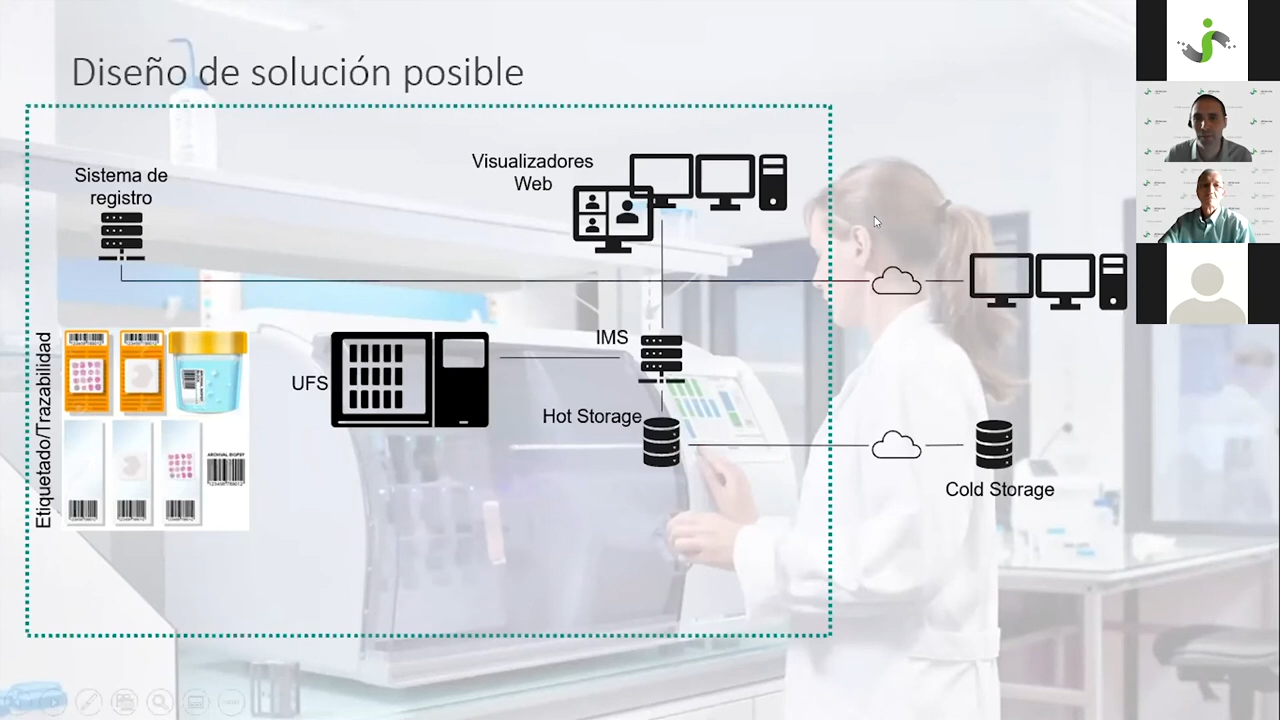 Diseño de solución posible
Sistema de
registro
Visualizadores
Web
IMS
UFS
Hot Storage
Cold Storage
Etiquetado/Trazabilidad
ARCHIVAL BIOPSY